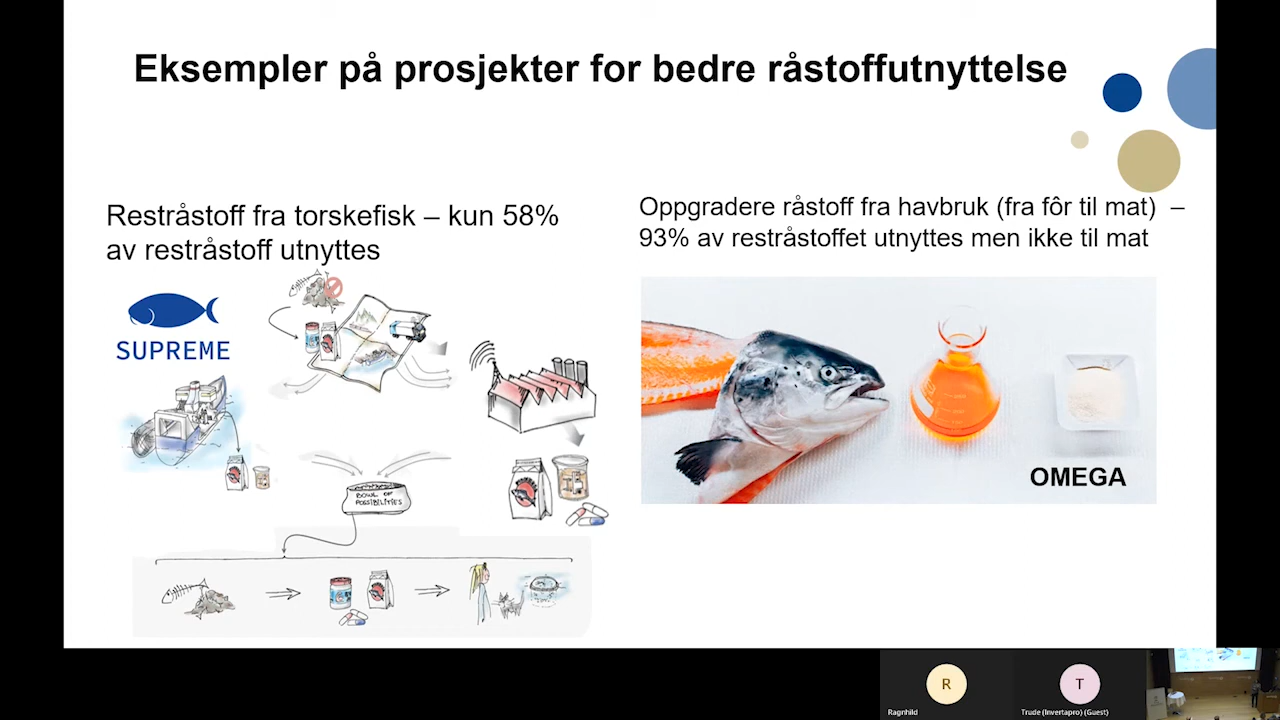 Eksempler på prosjekter for bedre råstoffutnyttelse
Restråstoff fra torskefisk – kun 58%
av restråstoff utnyttes
Oppgradere råstoff fra havbruk (fra fôr til mat) –
93% av restråstoffet utnyttes men ikke til mat
SUPREME
BOWL OF
POSSIBILITIES
OMEGA
R
T
Ragnhild
Trude (Invertapro) (Guest)